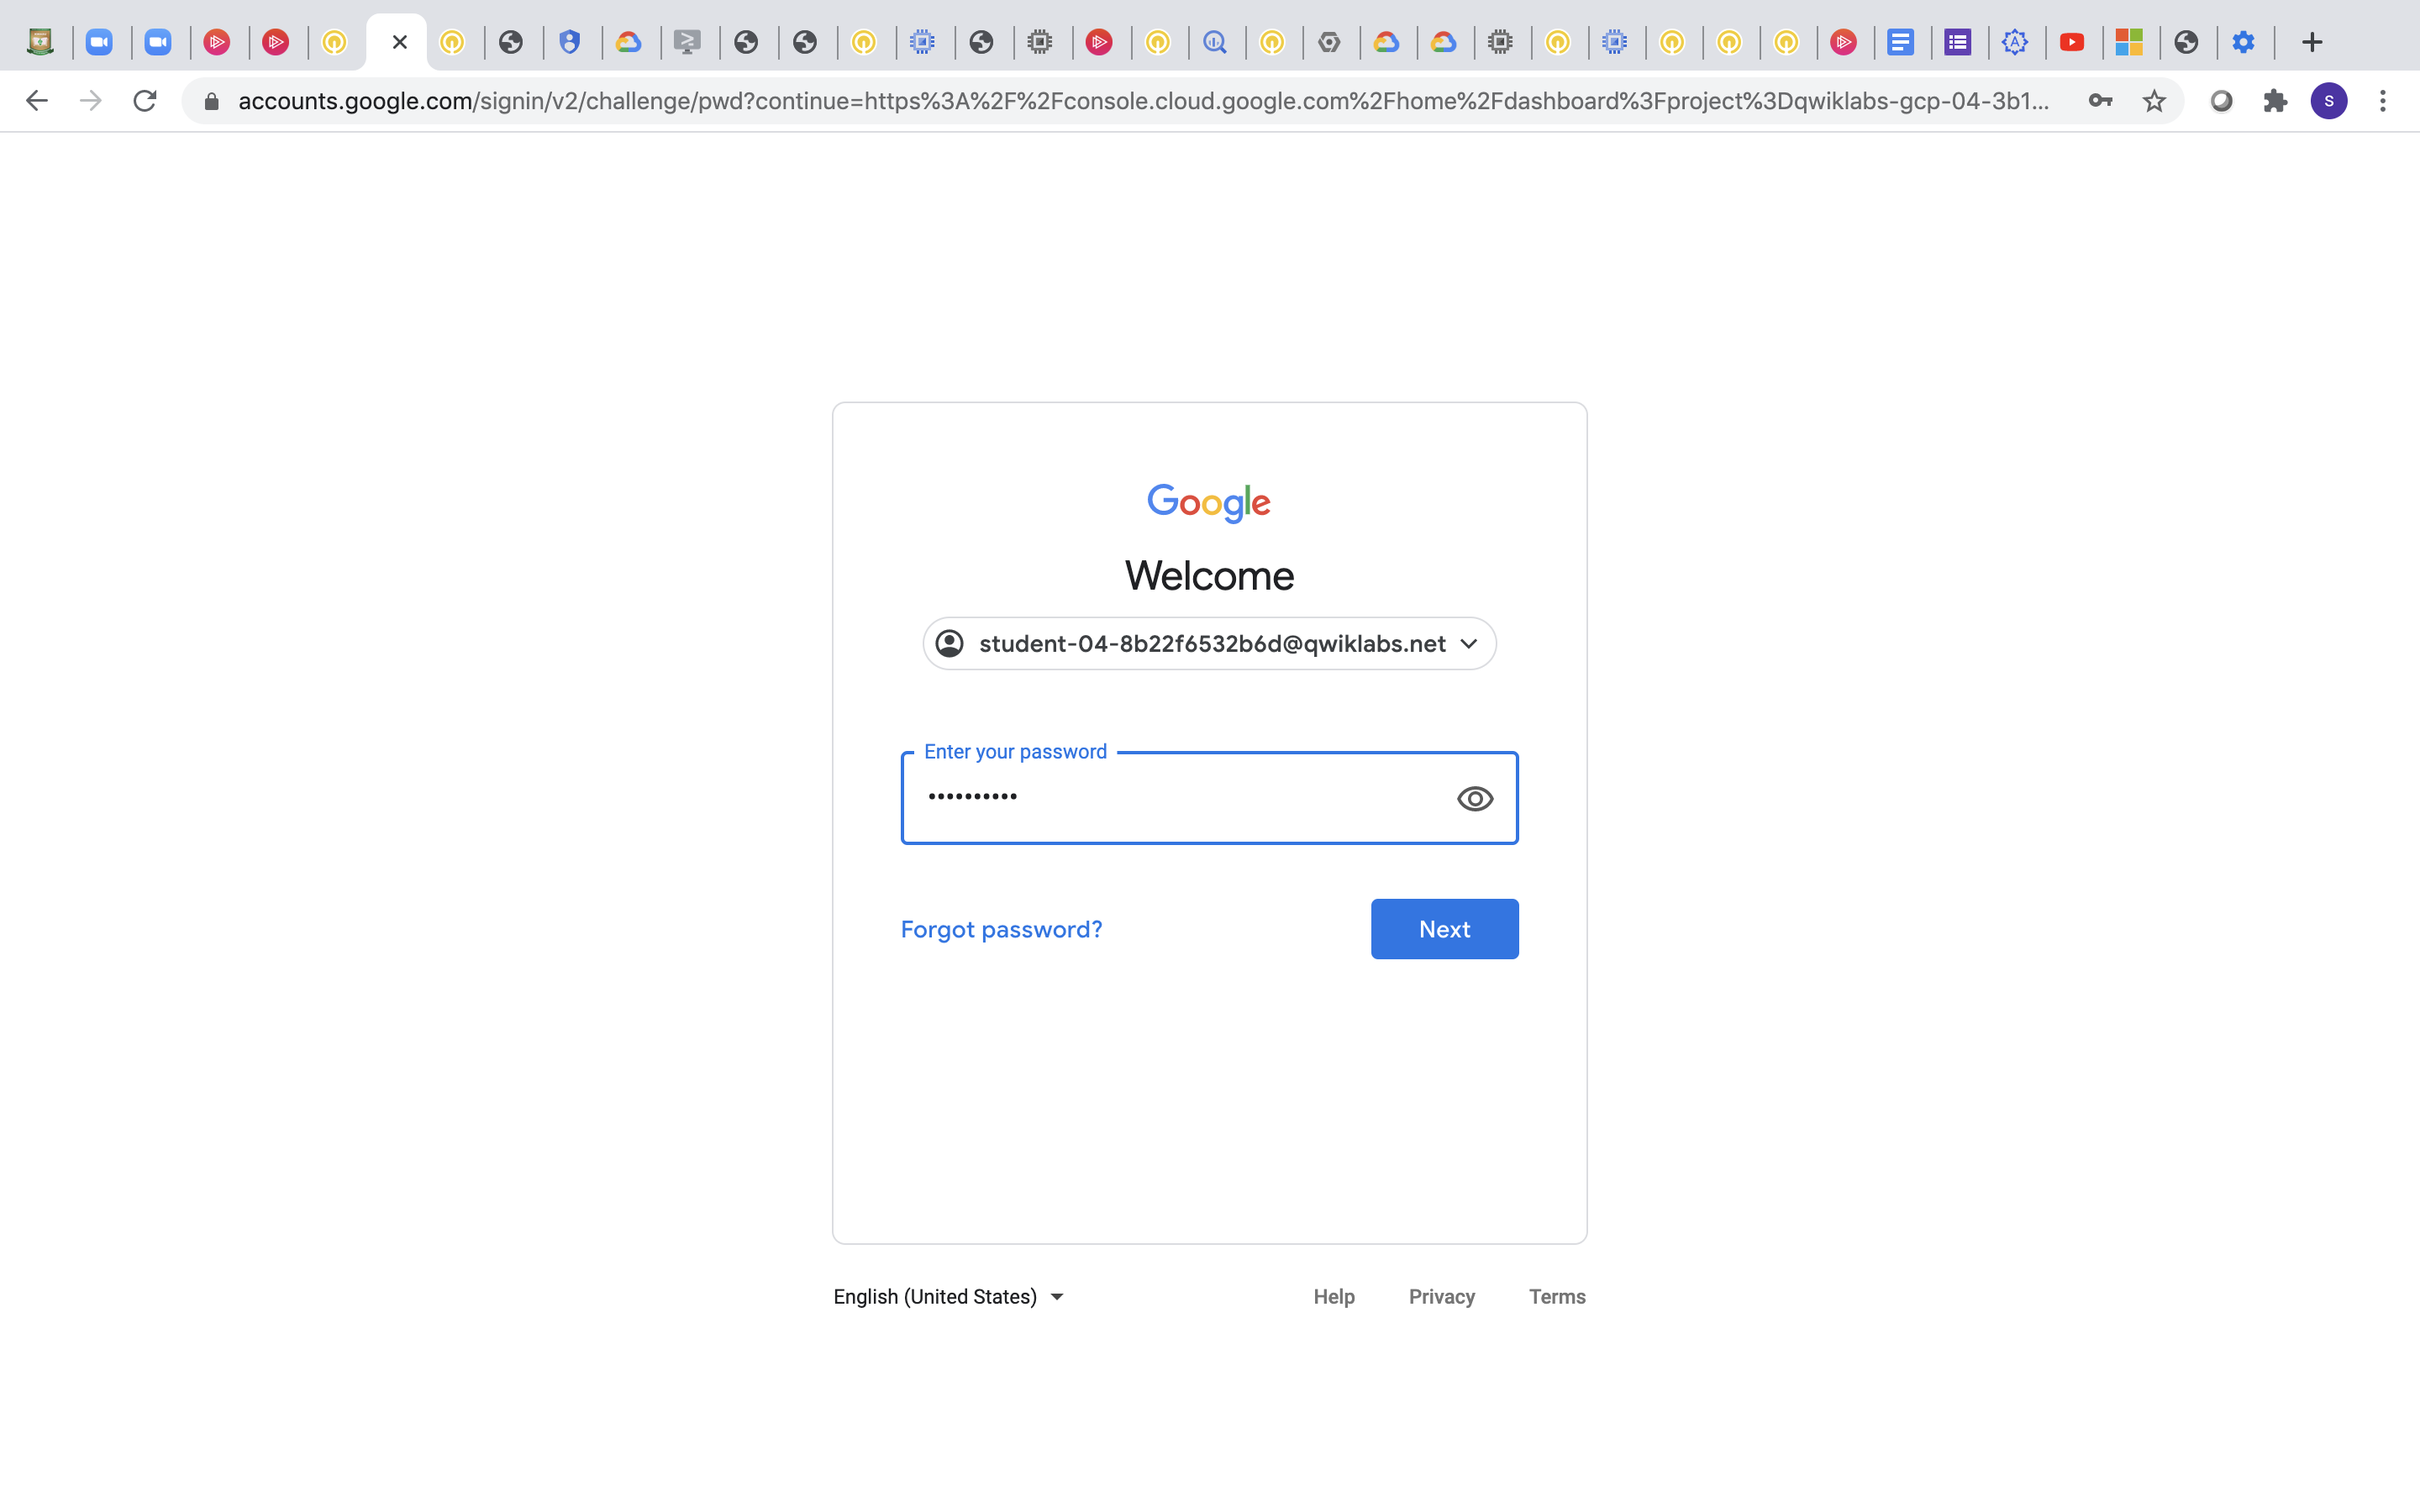 accounts.google.com/signin/v2/challenge/pwd?continue=https%3A%2F%2Fconsole.cloud.google.com%2Fhome%2Fdashboard%3Fproject%3Dqwiklabs-gcp-04-3b1...
S
Google
Welcome
student-04-8b22f6532b6d@qwiklabs.net
Enter your password
Forgot password?
Next
English (United States)
Help Privacy Terms